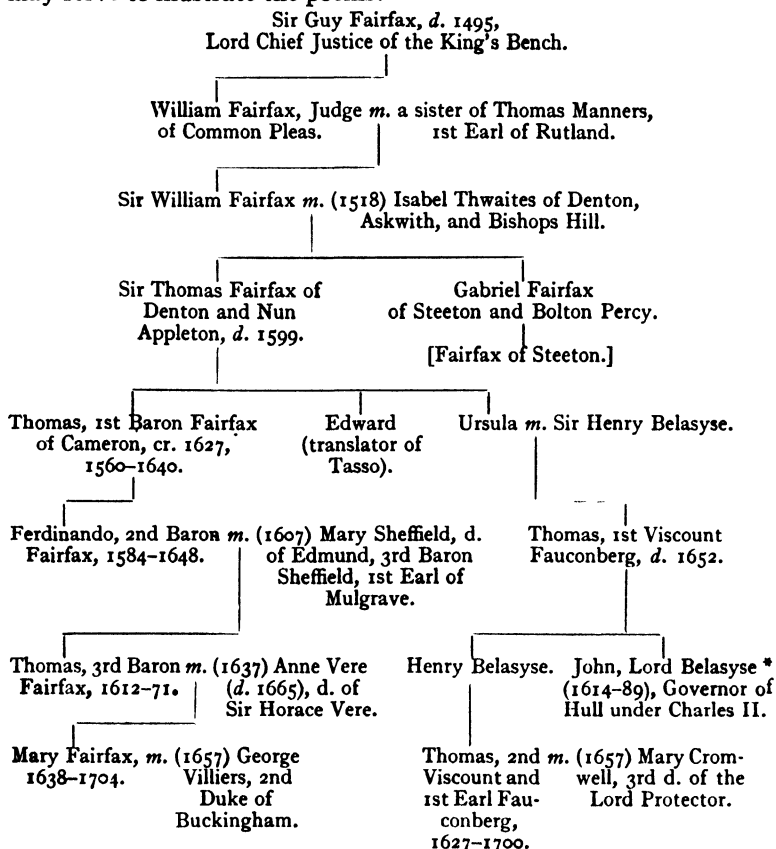 may serve to illustrate the poems.
Sir Guy Fairfax, d. 1495,
Lord Chief Justice of the King's Bench.
William Fairfax, Judge m. a sister of Thomas Manners,
of Common Pleas. 1st Earl of Rutland.
Sir William Fairfax m. (1518) Isabel Thwaites of Denton,
Askwith, and Bishops Hill.
Sir Thomas Fairfax of
Denton and Nun
Appleton, d. 1599.
Gabriel Fairfax
of Steeton and Bolton Percy.
[Fairfax of Steeton.]
Thomas, 1st Baron Fairfax
of Cameron, cr. 1627,
1560–1640.
Edward
(translator of
Tasso).
Ursula m. Sir Henry Belasyse.
Ferdinando, 2nd Baron m. (1607) Mary Sheffield, d.
Fairfax, 1584–1648. of Edmund, 3rd Baron
Sheffield, 1st Earl of
Mulgrave.
Thomas, 1st Viscount
Fauconberg, d. 1652.
Thomas, 3rd Baron m. (1637) Anne Vere
Fairfax, 1612–71. (d. 1665), d. of
Sir Horace Vere.
Henry Belasyse.
John, Lord Belasyse *
(1614–89), Governor of
Hull under Charles II.
Mary Fairfax, m. (1657) George
1638–1704. Villiers, 2nd
Duke of
Buckingham.
Thomas, 2nd m. (1657) Mary Crom-
Viscount and well, 3rd d. of the
1st Earl Fau- Lord Protector.
conberg,
1627–1700.